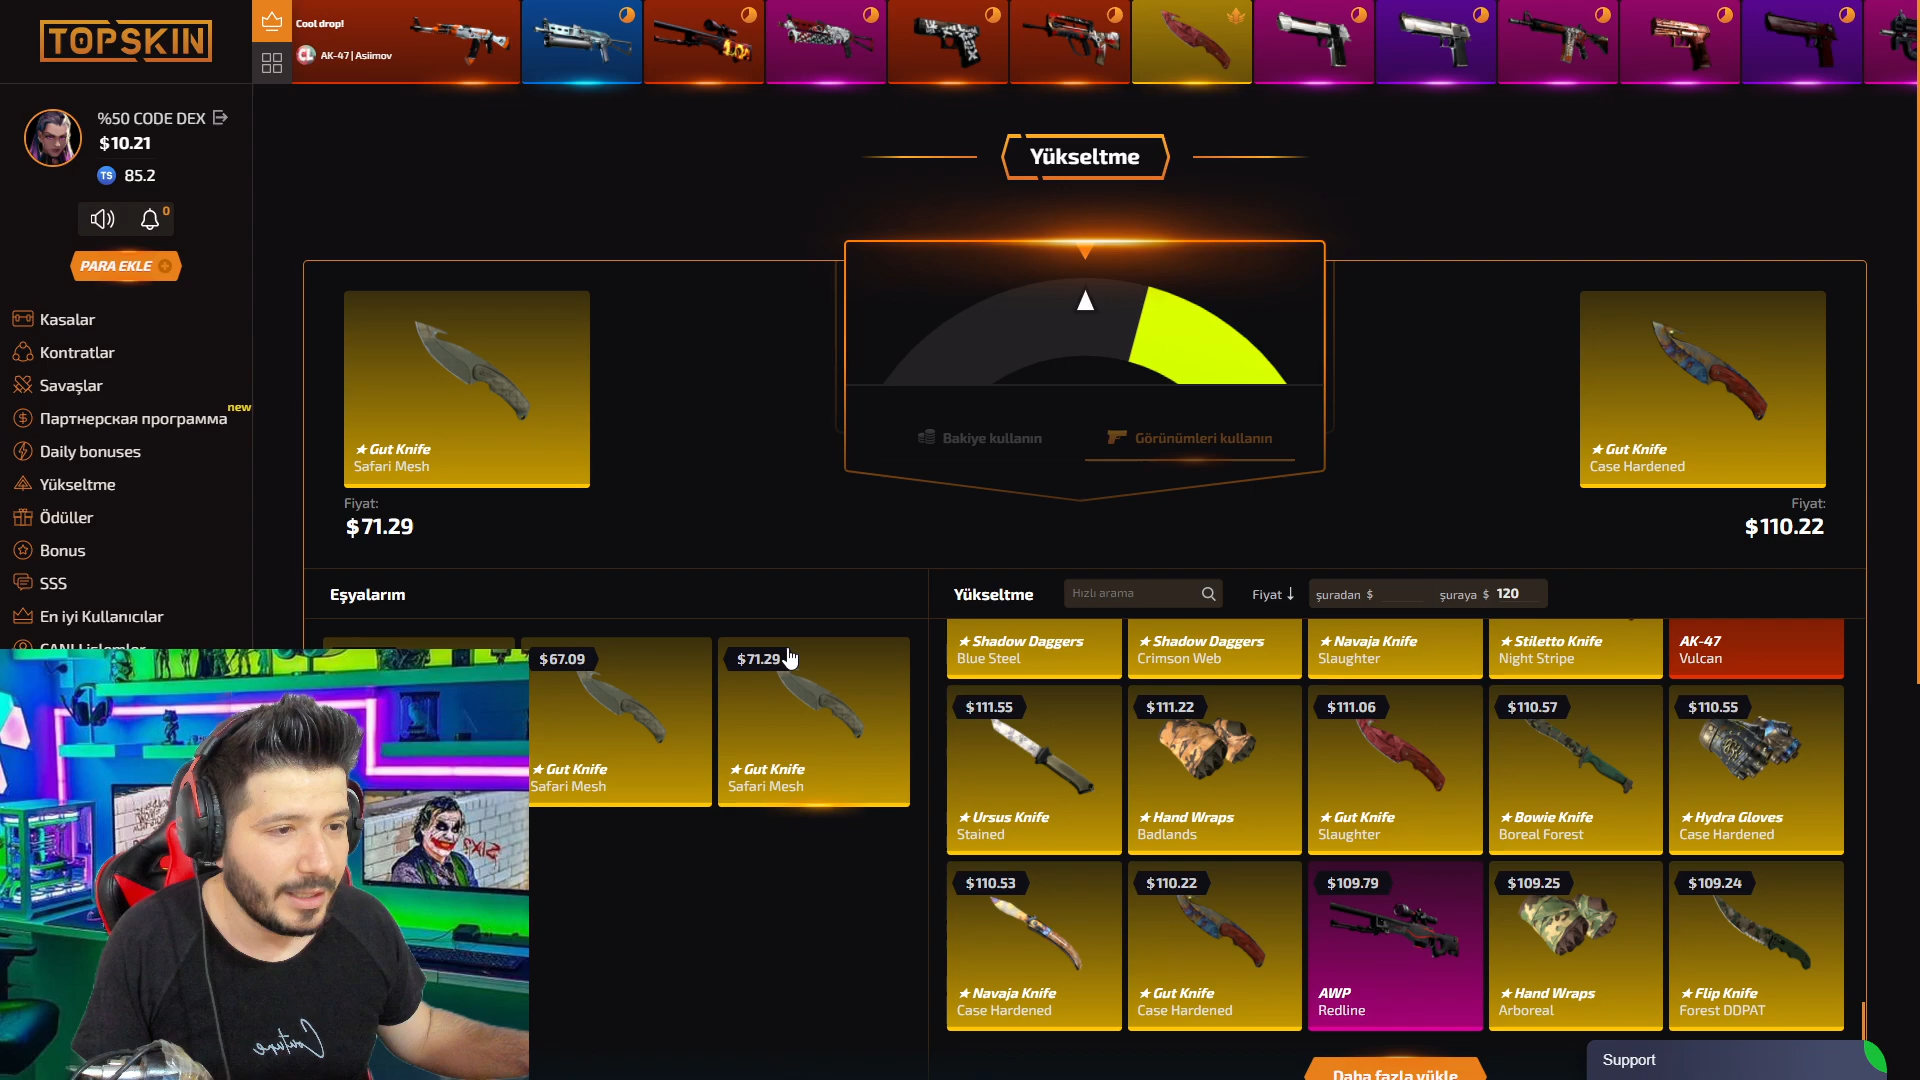 TOPSKIN
Cool drop!
AK-47 | Asiimov
%50 CODE DEX
$10.21
TS 85.2
0
PARA EKLE
Kasalar
Kontratlar
Savaşlar
Партнерская программа
new
Daily bonuses
Yükseltme
Ödüller
Bonus
SSS
En iyi Kullanıcılar
CANLI işlemler
Yükseltme
★ Gut Knife
Safari Mesh
Fiyat:
$71.29
Bakiye kullanın
Görünümleri kullanın
★ Gut Knife
Case Hardened
Fiyat:
$110.22
Eşyalarım
$67.09
★ Gut Knife
Safari Mesh
$71.29
★ Gut Knife
Safari Mesh
Yükseltme
Hızlı arama
Fiyat
şuradan $
şuraya $ 120
★ Shadow Daggers
Blue Steel
★ Shadow Daggers
Crimson Web
★ Navaja Knife
Slaughter
★ Stiletto Knife
Night Stripe
AK-47
Vulcan
$111.55
★ Ursus Knife
Stained
$111.22
★ Hand Wraps
Badlands
$111.06
★ Gut Knife
Slaughter
$110.57
★ Bowie Knife
Boreal Forest
$110.55
★ Hydra Gloves
Case Hardened
$110.53
★ Navaja Knife
Case Hardened
$110.22
★ Gut Knife
Case Hardened
$109.79
AWP
Redline
$109.25
★ Hand Wraps
Arboreal
$109.24
★ Flip Knife
Forest DDPAT
Daha fazla yükle
Support